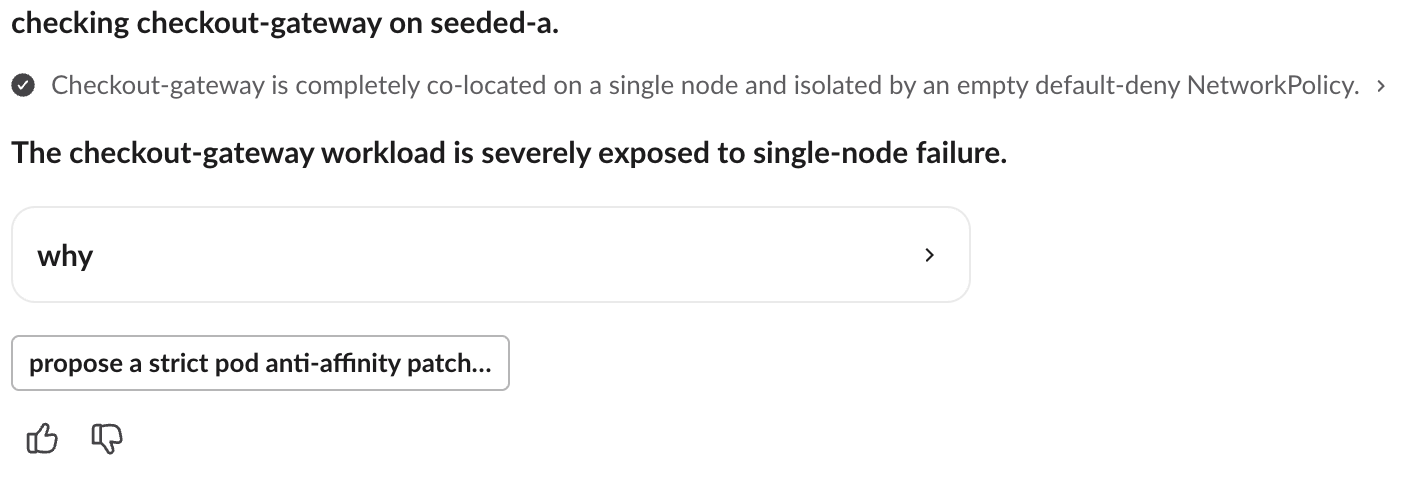 checking checkout-gateway on seeded-a.
Checkout-gateway is completely co-located on a single node and isolated by an empty default-deny NetworkPolicy.
The checkout-gateway workload is severely exposed to single-node failure.
why
propose a strict pod anti-affinity patch...